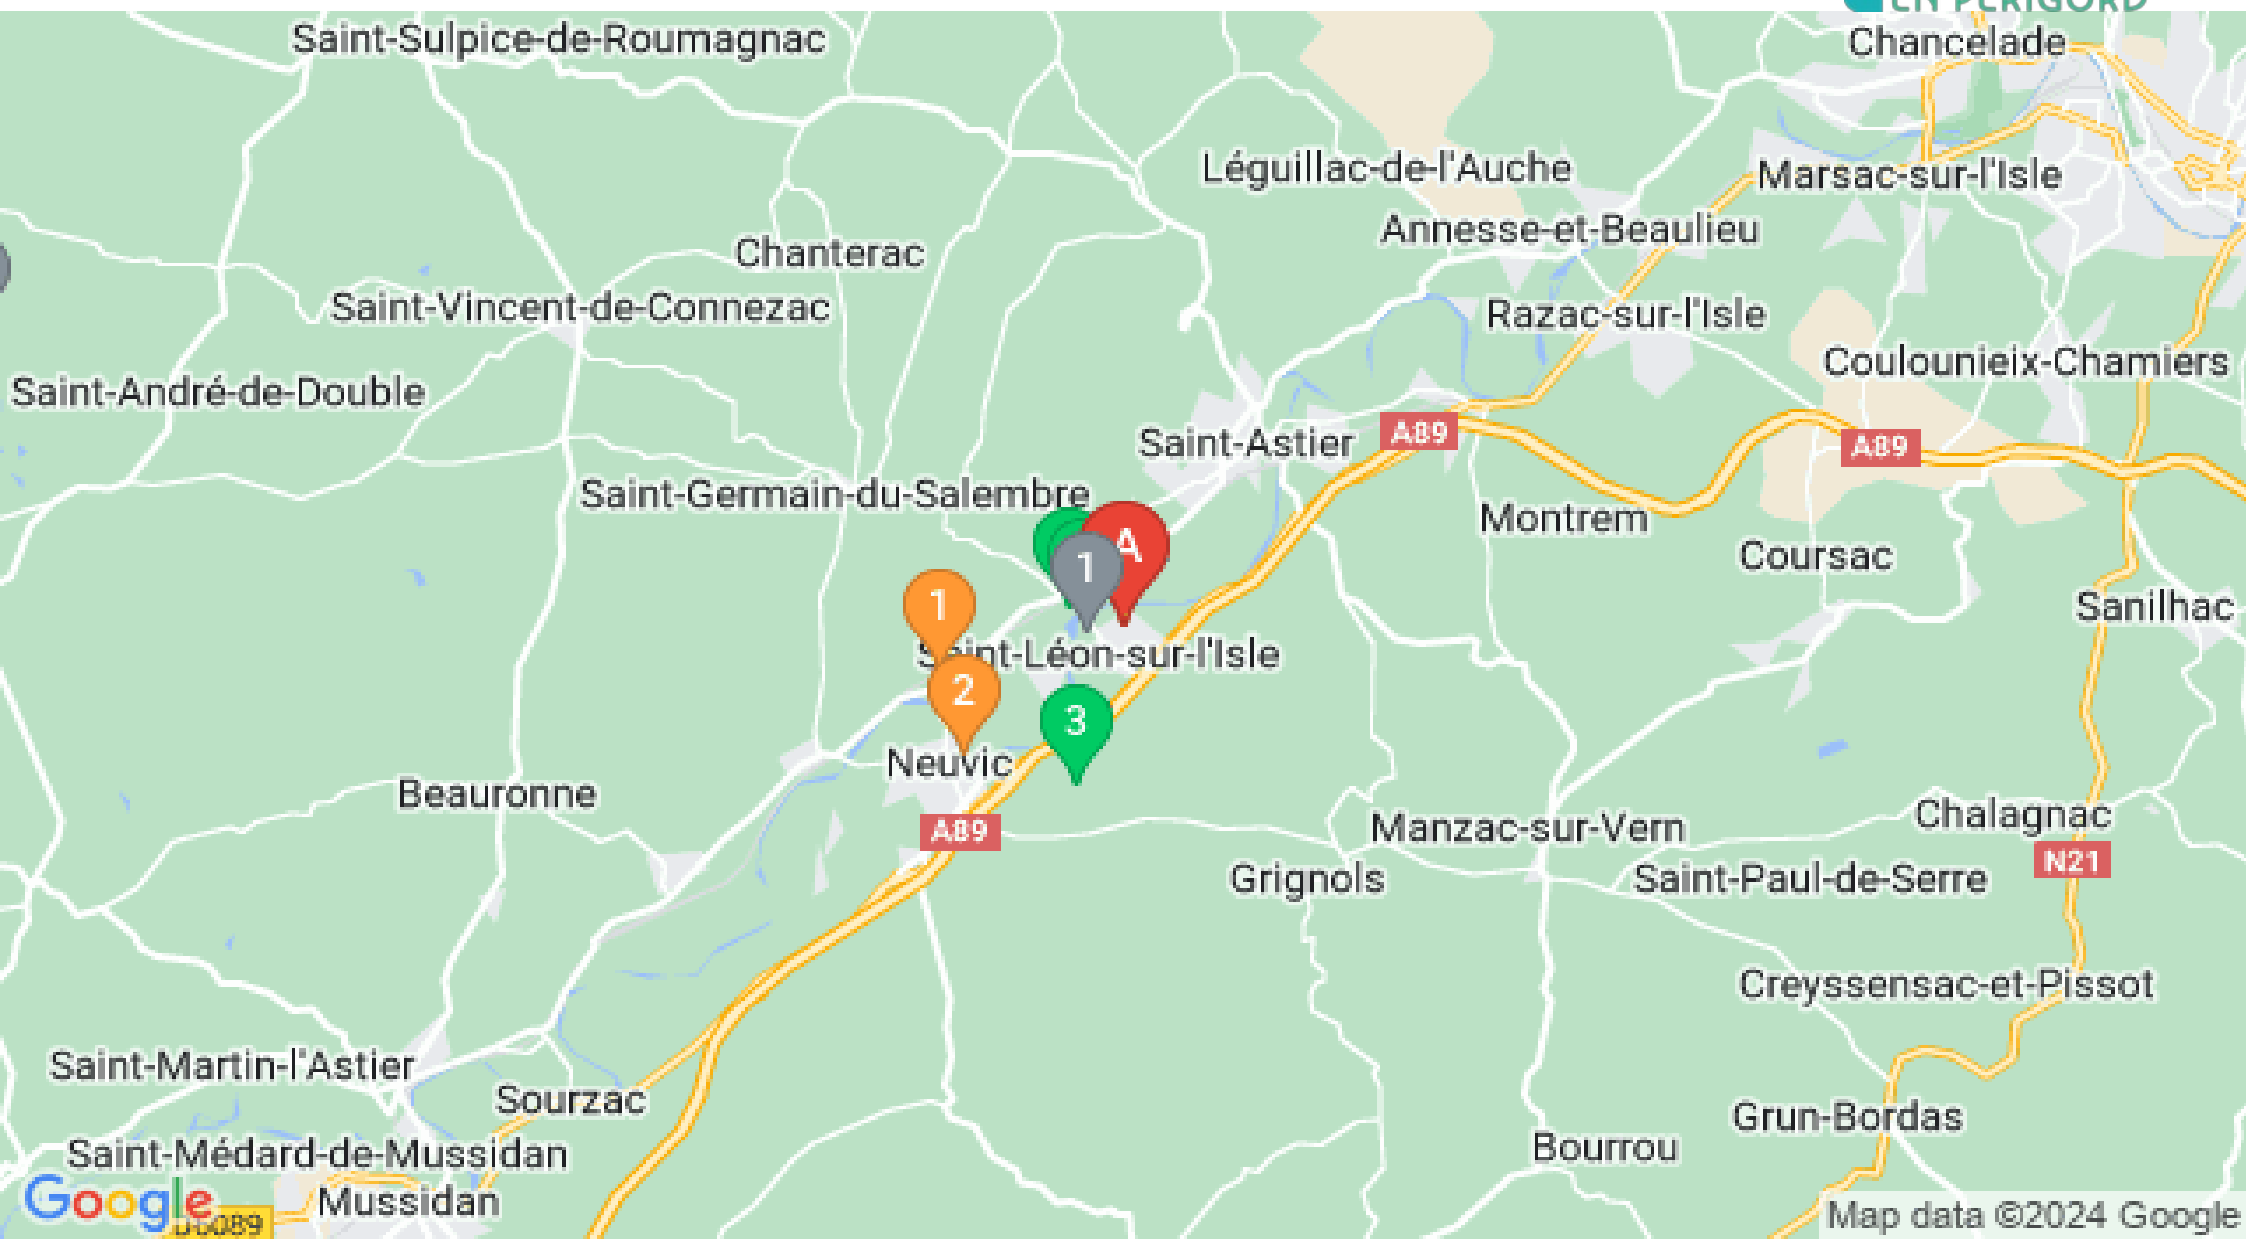 EN PÉRIGORD
Saint-Sulpice-de-Roumagnac
Chancelade
Léguillac-de-l'Auche
Marsac-sur-l'Isle
Annesse-et-Beaulieu
Chanterac
Saint-Vincent-de-Connezac
Razac-sur-l'Isle
Coulounieix-Chamiers
Saint-André-de-Double
Saint-Astier
A89
A89
Saint-Germain-du-Salembre
Montrem
Coursac
A
1
1
Sanilhac
Saint-Léon-sur-l'Isle
2
3
Neuvic
Beauronne
A89
Manzac-sur-Vern
Chalagnac
N21
Grignols
Saint-Paul-de-Serre
Creyssensac-et-Pissot
Saint-Martin-l'Astier
Sourzac
Grun-Bordas
Bourrou
Saint-Médard-de-Mussidan
Mussidan
Google
D6089
Map data ©2024 Google